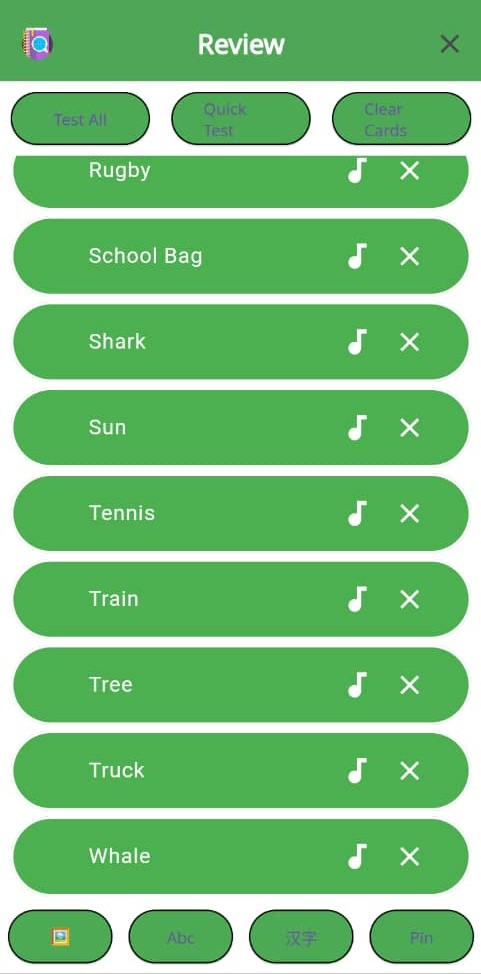 Review
Test All
Quick
Test
Clear
Cards
Rugby
School Bag
Shark
Sun
Tennis
Train
Tree
Truck
Whale
Abc
汉字
Pin